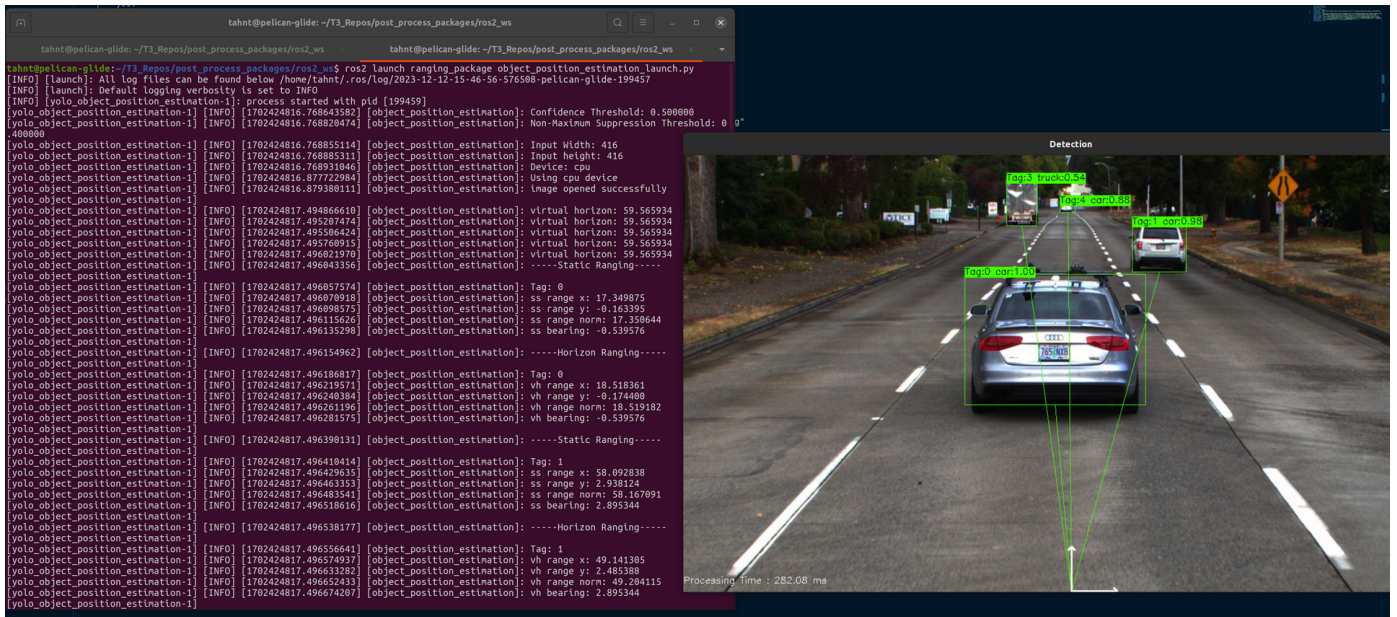 tahnt@pelican-glide: ~/T3_Repos/post_process_packages/ros2_ws
tahnt@pelican-glide: ~/T3_Repos/post_process_packages/ros2_ws
tahnt@pelican-glide: ~/T3_Repos/post_process_packages/ros2_ws
tahnt@pelican-glide:~/T3_Repos/post_process_packages/ros2_ws$ ros2 launch ranging_package object_position_estimation_launch.py
[INFO] [launch]: All log files can be found below /home/tahnt/.ros/log/2023-12-12-15-46-56-576508-pelican-glide-199457
[INFO] [launch]: Default logging verbosity is set to INFO
[INFO] [yolo_object_position_estimation-1]: process started with pid [199459]
[yolo_object_position_estimation-1] [INFO] [1702424816.768643582] [object_position_estimation]: Confidence Threshold: 0.500000
[yolo_object_position_estimation-1] [INFO] [1702424816.768820474] [object_position_estimation]: Non-Maximum Suppression Threshold: 0
.400000
[yolo_object_position_estimation-1] [INFO] [1702424816.768855114] [object_position_estimation]: Input Width: 416
[yolo_object_position_estimation-1] [INFO] [1702424816.768885311] [object_position_estimation]: Input height: 416
[yolo_object_position_estimation-1] [INFO] [1702424816.768931046] [object_position_estimation]: Device: cpu
[yolo_object_position_estimation-1] [INFO] [1702424816.877722984] [object_position_estimation]: Using cpu device
[yolo_object_position_estimation-1] [INFO] [1702424816.879380111] [object_position_estimation]: image opened successfully
[yolo_object_position_estimation-1]
[yolo_object_position_estimation-1] [INFO] [1702424817.494866610] [object_position_estimation]: virtual horizon: 59.565934
[yolo_object_position_estimation-1] [INFO] [1702424817.495207474] [object_position_estimation]: virtual horizon: 59.565934
[yolo_object_position_estimation-1] [INFO] [1702424817.495506424] [object_position_estimation]: virtual horizon: 59.565934
[yolo_object_position_estimation-1] [INFO] [1702424817.495760915] [object_position_estimation]: virtual horizon: 59.565934
[yolo_object_position_estimation-1] [INFO] [1702424817.496021970] [object_position_estimation]: virtual horizon: 59.565934
[yolo_object_position_estimation-1] [INFO] [1702424817.496043356] [object_position_estimation]: -----Static Ranging-----
[yolo_object_position_estimation-1]
[yolo_object_position_estimation-1] [INFO] [1702424817.496057574] [object_position_estimation]: Tag: 0
[yolo_object_position_estimation-1] [INFO] [1702424817.496070918] [object_position_estimation]: ss range x: 17.349875
[yolo_object_position_estimation-1] [INFO] [1702424817.496098575] [object_position_estimation]: ss range y: -0.163395
[yolo_object_position_estimation-1] [INFO] [1702424817.496115626] [object_position_estimation]: ss range norm: 17.350644
[yolo_object_position_estimation-1] [INFO] [1702424817.496135298] [object_position_estimation]: ss bearing: -0.539576
[yolo_object_position_estimation-1]
[yolo_object_position_estimation-1] [INFO] [1702424817.496154962] [object_position_estimation]: -----Horizon Ranging-----
[yolo_object_position_estimation-1]
[yolo_object_position_estimation-1] [INFO] [1702424817.496186817] [object_position_estimation]: Tag: 0
[yolo_object_position_estimation-1] [INFO] [1702424817.496219571] [object_position_estimation]: vh range x: 18.518361
[yolo_object_position_estimation-1] [INFO] [1702424817.496240384] [object_position_estimation]: vh range y: -0.174400
[yolo_object_position_estimation-1] [INFO] [1702424817.496261196] [object_position_estimation]: vh range norm: 18.519182
[yolo_object_position_estimation-1] [INFO] [1702424817.496281575] [object_position_estimation]: vh bearing: -0.539576
[yolo_object_position_estimation-1]
[yolo_object_position_estimation-1] [INFO] [1702424817.496390131] [object_position_estimation]: -----Static Ranging-----
[yolo_object_position_estimation-1]
[yolo_object_position_estimation-1] [INFO] [1702424817.496410414] [object_position_estimation]: Tag: 1
[yolo_object_position_estimation-1] [INFO] [1702424817.496429635] [object_position_estimation]: ss range x: 58.092838
[yolo_object_position_estimation-1] [INFO] [1702424817.496463353] [object_position_estimation]: ss range y: 2.938124
[yolo_object_position_estimation-1] [INFO] [1702424817.496483541] [object_position_estimation]: ss range norm: 58.167091
[yolo_object_position_estimation-1] [INFO] [1702424817.496518616] [object_position_estimation]: ss bearing: 2.895344
[yolo_object_position_estimation-1]
[yolo_object_position_estimation-1] [INFO] [1702424817.496538177] [object_position_estimation]: -----Horizon Ranging-----
[yolo_object_position_estimation-1]
[yolo_object_position_estimation-1] [INFO] [1702424817.496556641] [object_position_estimation]: Tag: 1
[yolo_object_position_estimation-1] [INFO] [1702424817.496574937] [object_position_estimation]: vh range x: 49.141305
[yolo_object_position_estimation-1] [INFO] [1702424817.496633282] [object_position_estimation]: vh range y: 2.485388
[yolo_object_position_estimation-1] [INFO] [1702424817.496652433] [object_position_estimation]: vh range norm: 49.204115
[yolo_object_position_estimation-1] [INFO] [1702424817.496674207] [object_position_estimation]: vh bearing: 2.895344
[yolo_object_position_estimation-1]
g"
Detection
Tag:3 truck:0.54
Tag:4 car:0.88
Tag:1 car:0.98
Tag:0 car:1.00
765 NXB
Processing Time : 282.08 ms